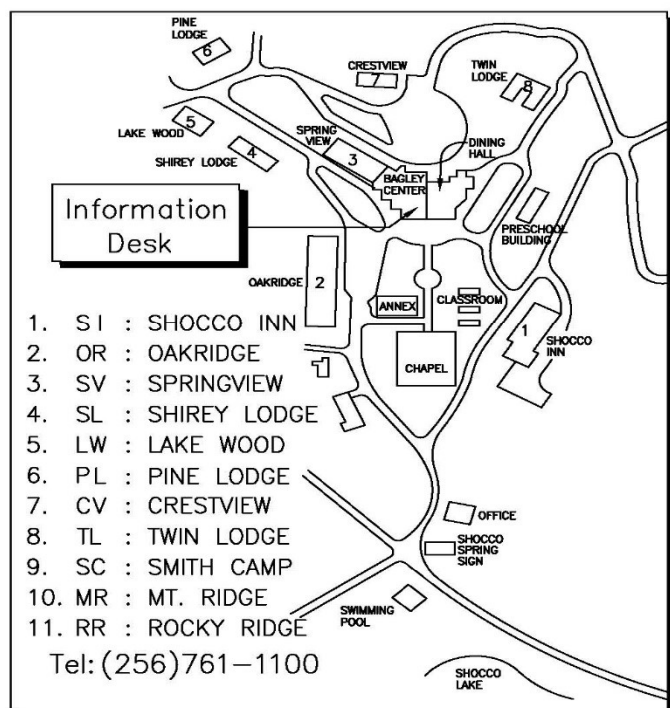 PINE
LODGE
6
CRESTVIEW
7
TWIN
LODGE
8
5
LAKE WOOD
4
SHIREY LODGE
SPRING
VIEW
3
DINING
HALL
BAGLEY
CENTER
Information
Desk
PRESCHOOL
BUILDING
OAKRIDGE
2
ANNEX
CLASSROOM
CHAPEL
1
SHOCCO
INN
1. SI : SHOCCO INN
2. OR : OAKRIDGE
3. SV : SPRINGVIEW
4. SL : SHIREY LODGE
5. LW : LAKE WOOD
6. PL : PINE LODGE
7. CV : CRESTVIEW
8. TL : TWIN LODGE
9. SC : SMITH CAMP
10. MR : MT. RIDGE
11. RR : ROCKY RIDGE
Tel:(256)761-1100
OFFICE
SHOCCO
SPRING
SIGN
SWIMMING
POOL
SHOCCO
LAKE